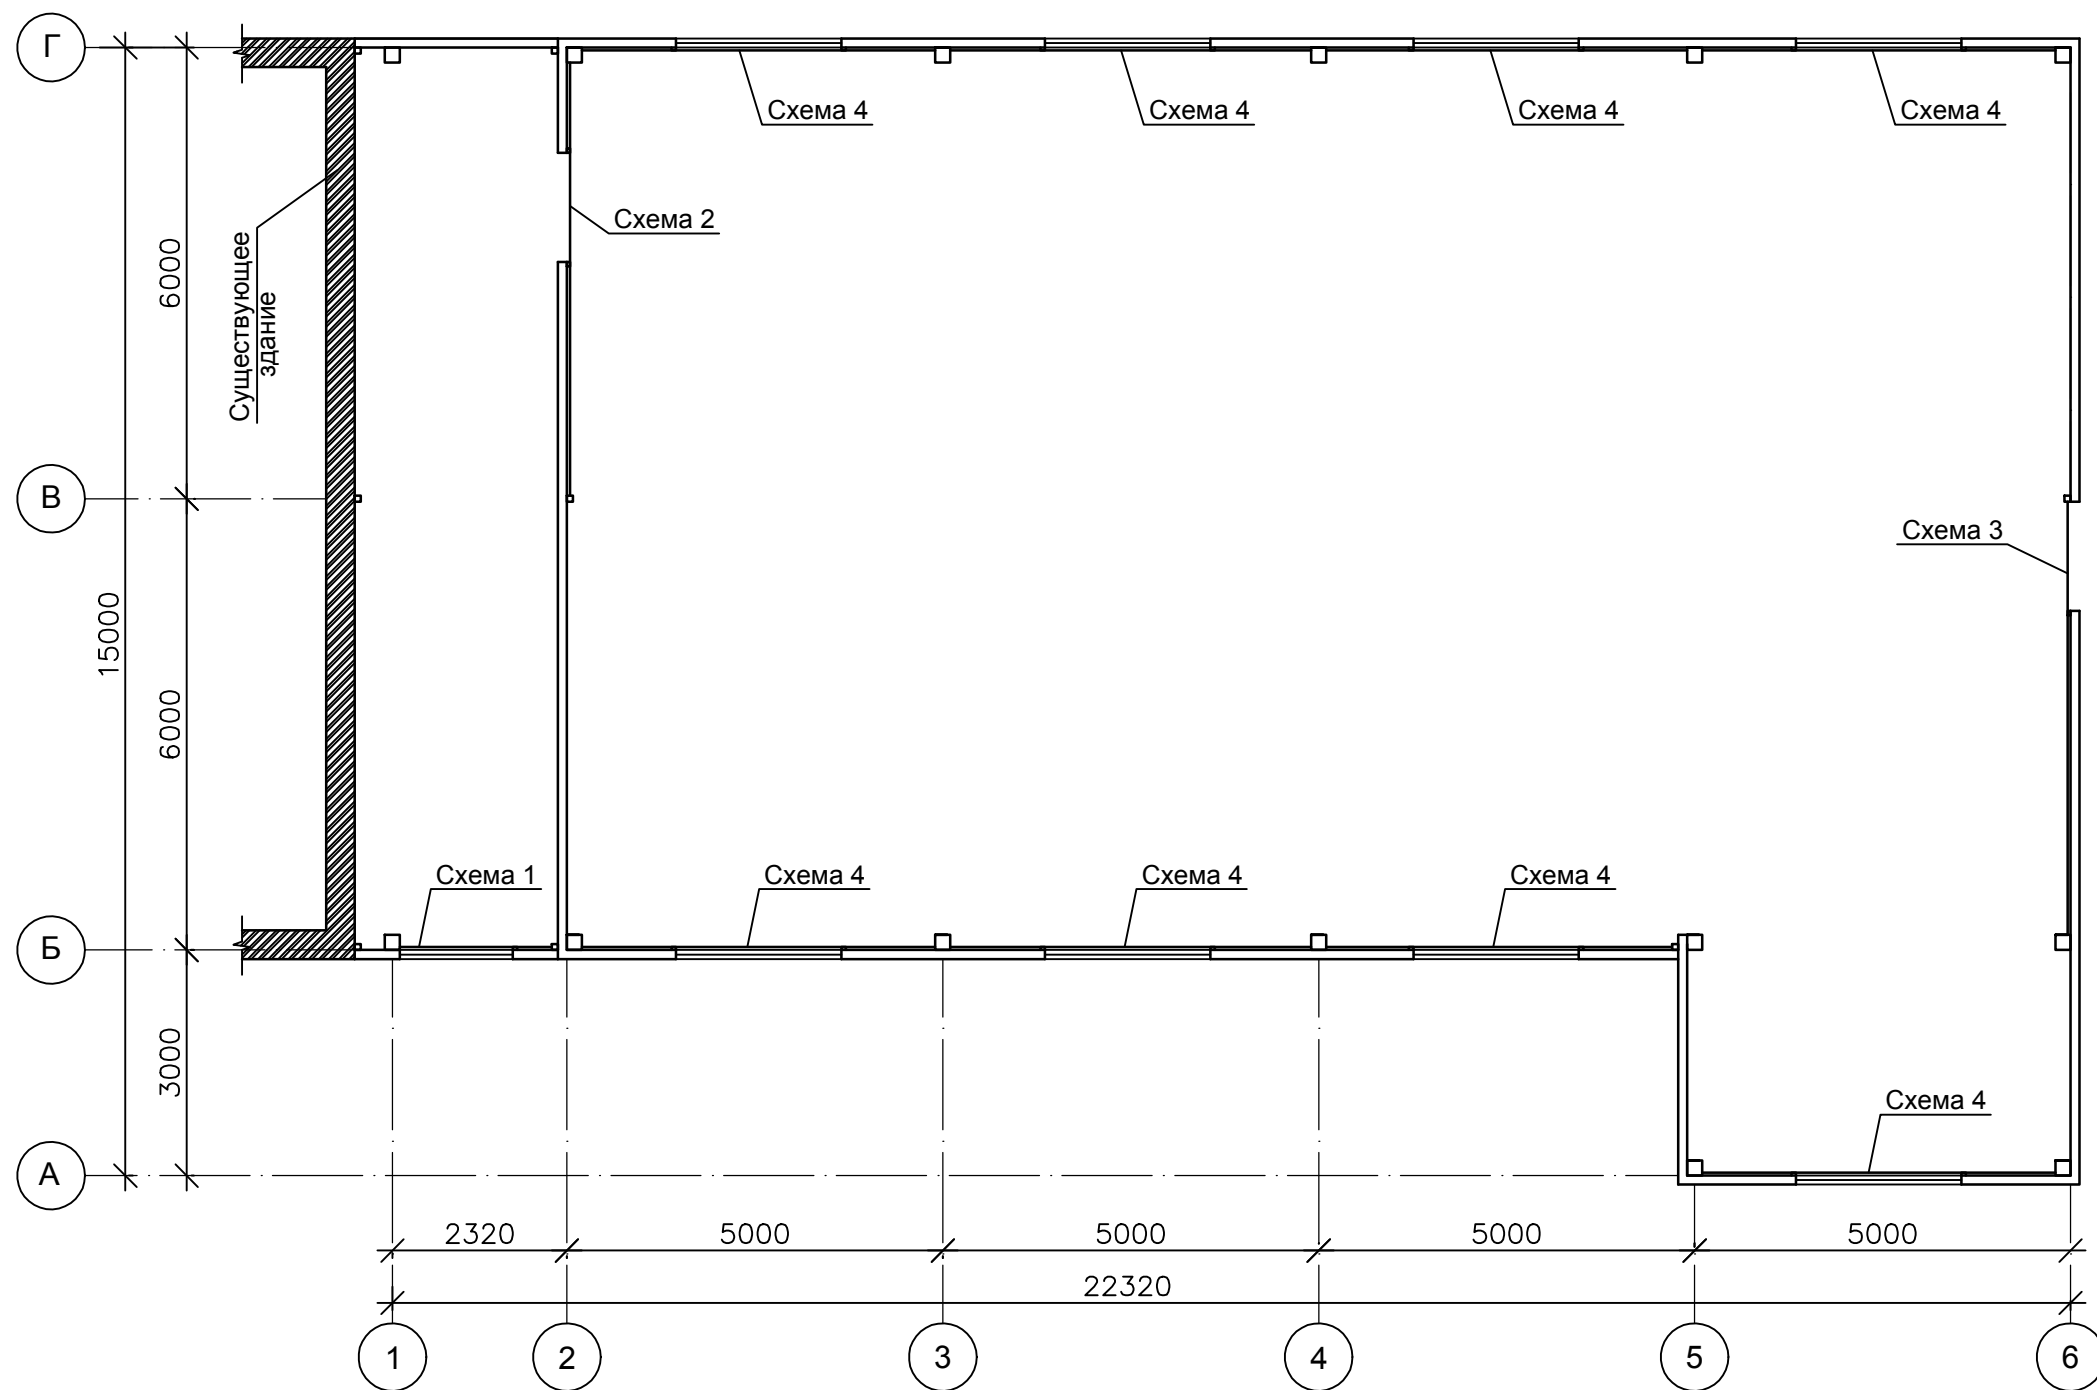 Г
Схема 4
Схема 4
Схема 4
Схема 4
Схема 2
6000
Существующее
здание
В
Схема 3
15000
6000
Схема 1
Схема 4
Схема 4
Схема 4
Б
3000
Схема 4
А
2320
5000
5000
5000
5000
22320
1
2
3
4
5
6